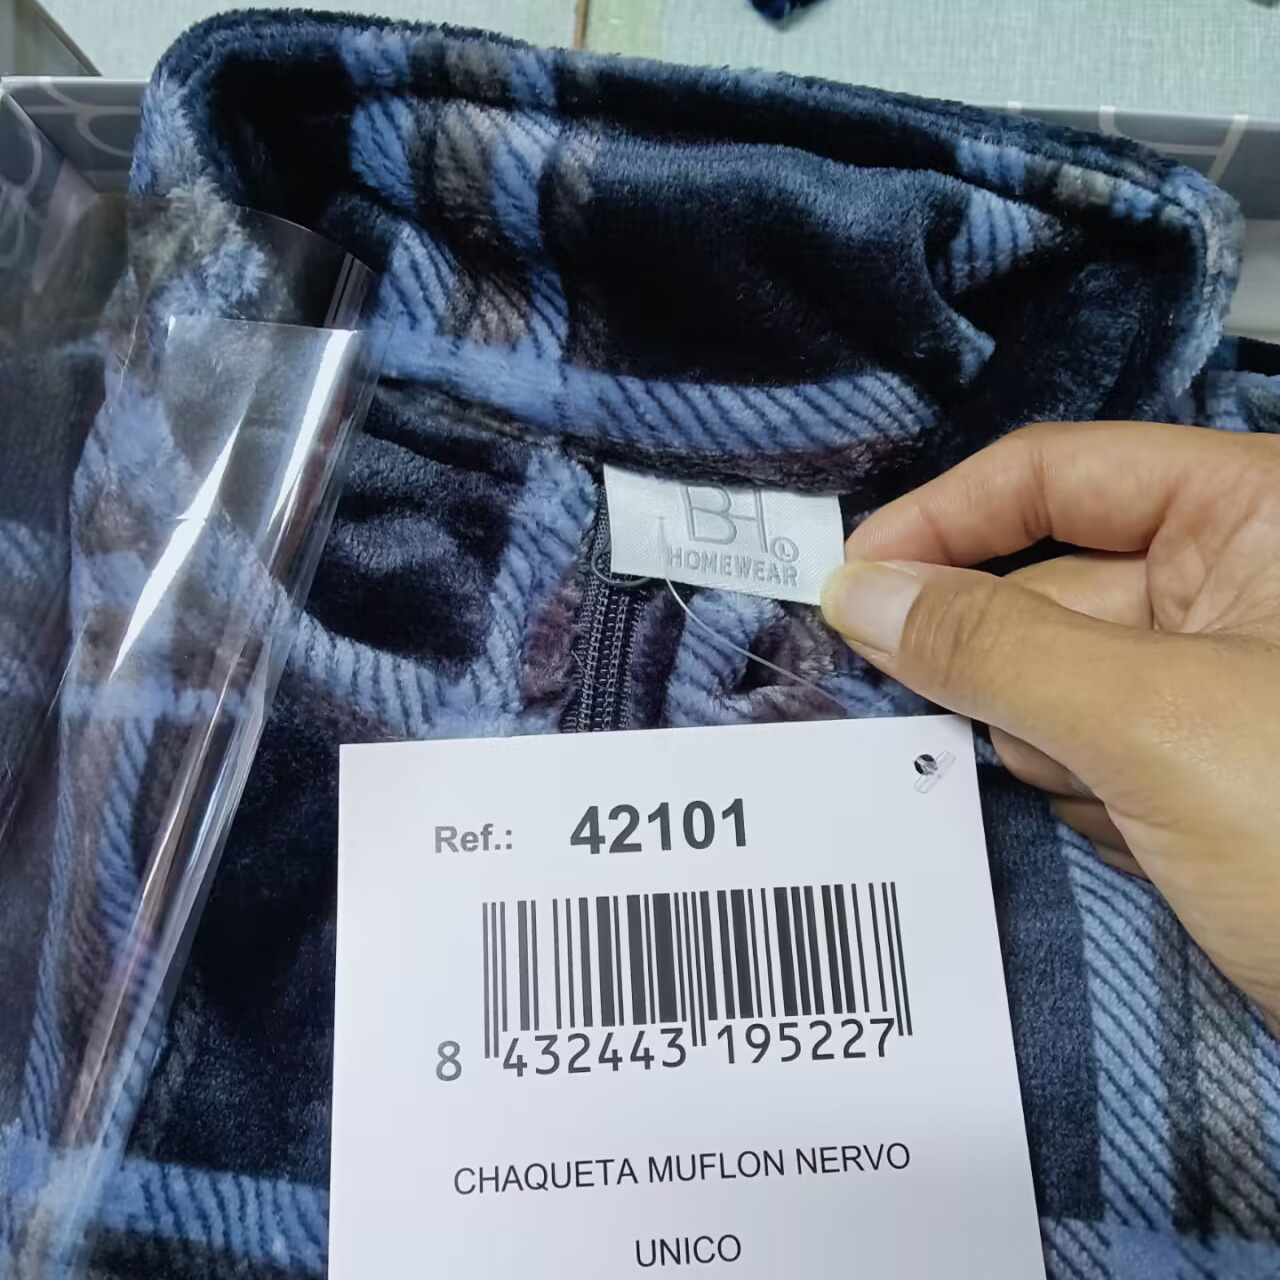 BH
L
HOMEWEAR
Ref.: 42101
8 432443 195227
CHAQUETA MUFLON NERVO
UNICO